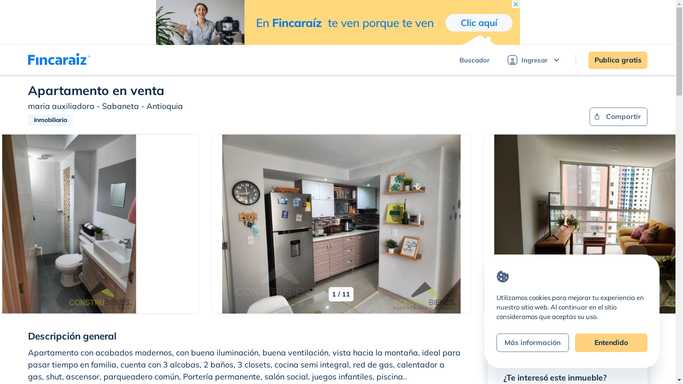 En Fincaraíz te ven porque te ven
Clic aquí
Fincaraíz
Buscador
Ingresar
Publica gratis
Apartamento en venta
maria auxiliadora - Sabaneta - Antioquia
Inmobiliaria
Compartir
1 / 11
Utilizamos cookies para mejorar tu experiencia en
nuestro sitio web. Al continuar en el sitio
consideramos que aceptas su uso.
Más información
Entendido
Descripción general
Apartamento con acabados modernos, con buena iluminación, buena ventilación, vista hacia la montaña, ideal para
pasar tiempo en familia, cuenta con 3 alcobas, 2 baños, 3 closets, cocina semi integral, red de gas, calentador a
gas, shut, ascensor, parqueadero común, Portería permanente, salón social, juegos infantiles, piscina..
¿Te interesó este inmueble?